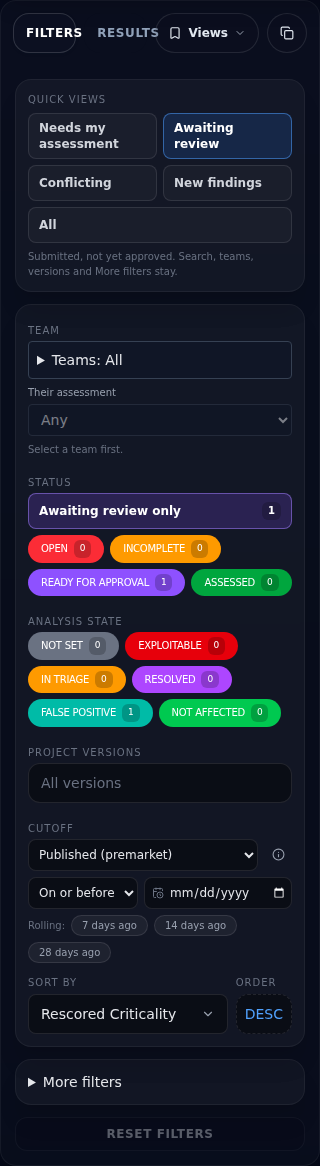 FILTERS RESULTS Views
QUICK VIEWS
Needs my
assessment
Awaiting
review
Conflicting
New findings
All
Submitted, not yet approved. Search, teams,
versions and More filters stay.
TEAM
Teams: All
Their assessment
Any
Select a team first.
STATUS
Awaiting review only 1
OPEN 0 INCOMPLETE 0
READY FOR APPROVAL 1 ASSESSED 0
ANALYSIS STATE
NOT SET 0 EXPLOITABLE 0
IN TRIAGE 0 RESOLVED 0
FALSE POSITIVE 1 NOT AFFECTED 0
PROJECT VERSIONS
All versions
CUTOFF
Published (premarket)
On or before mm/dd/yyyy
Rolling: 7 days ago 14 days ago
28 days ago
SORT BY ORDER
Rescored Criticality DESC
More filters
RESET FILTERS